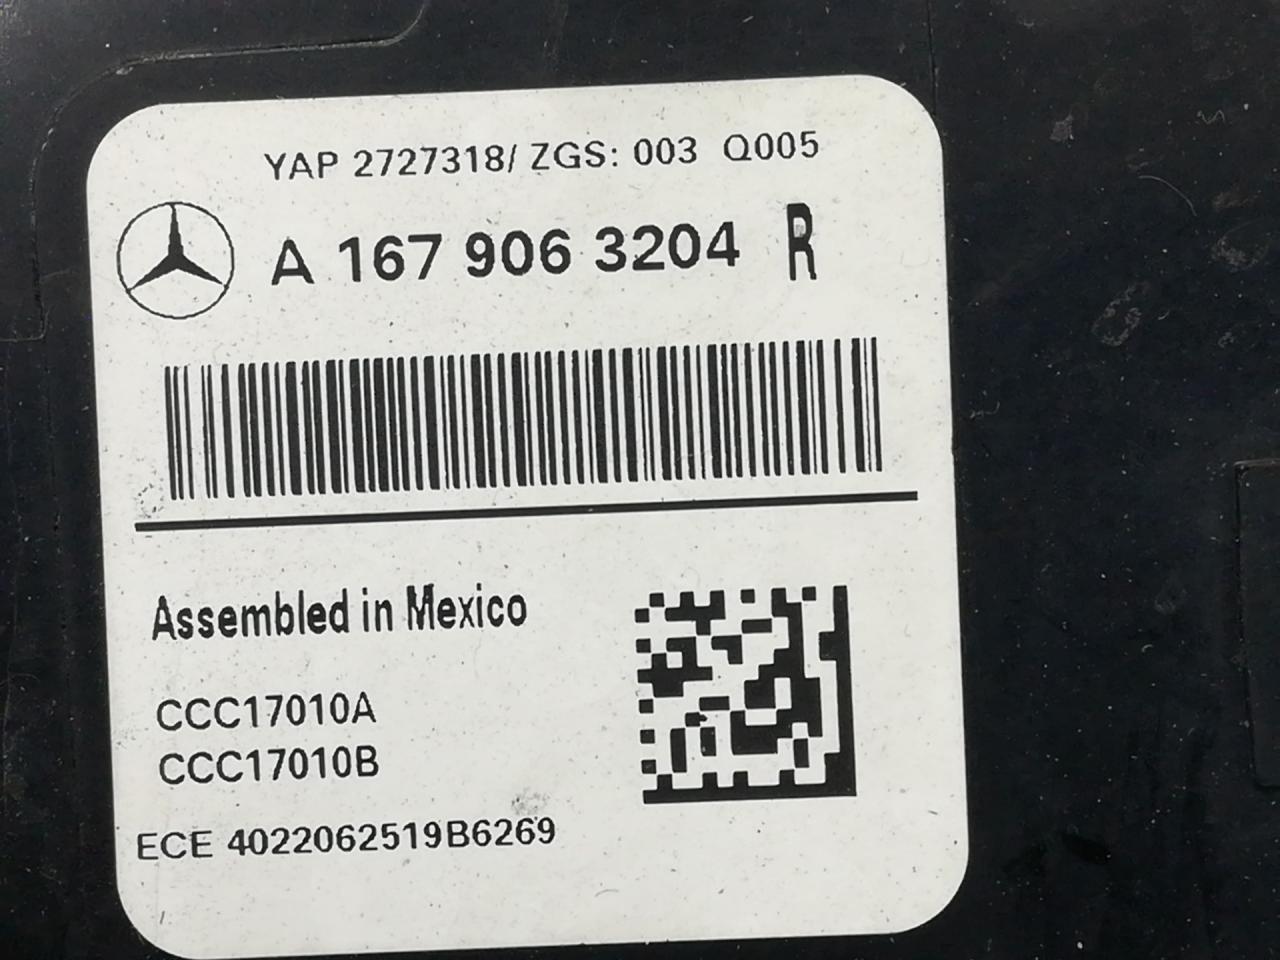 YAP 2727318/ ZGS: 003 Q005
A 167 906 3204 R
Assembled in Mexico
CCC17010A
CCC17010B
ECE 4022062519B6269